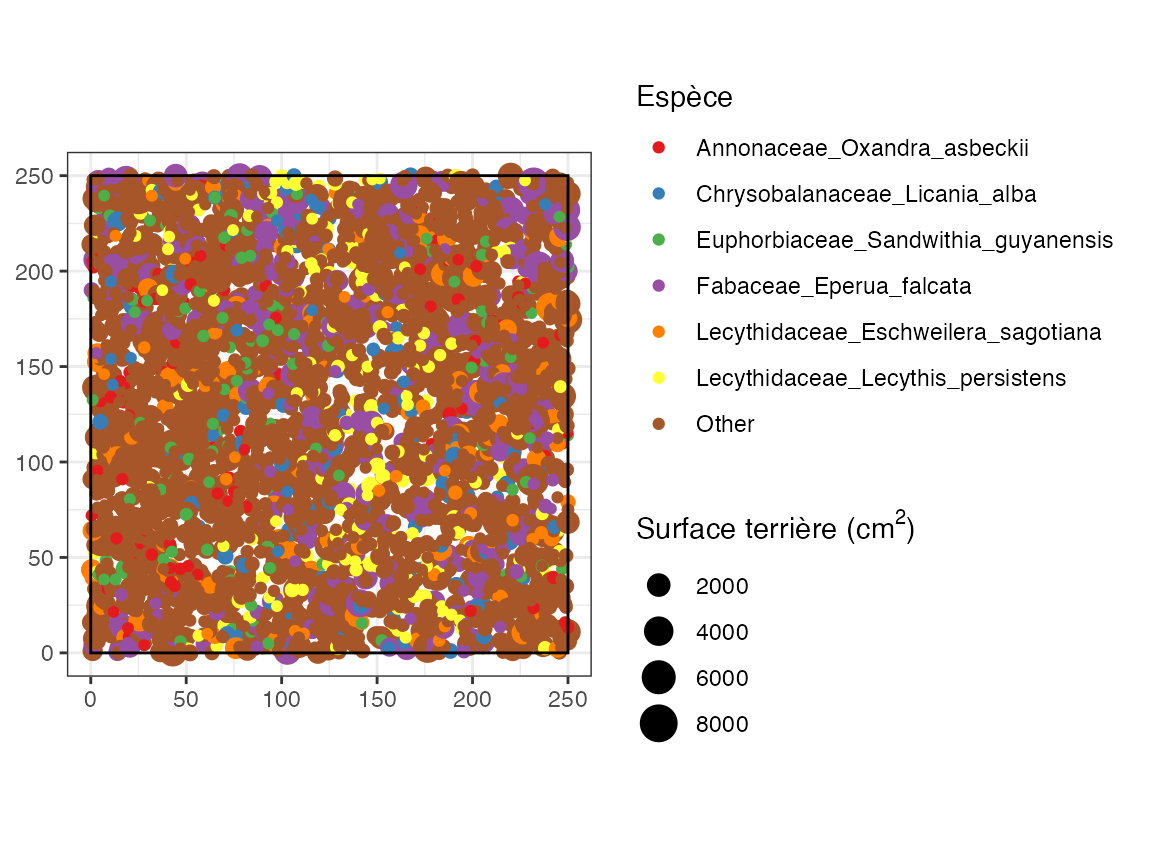 250
200
150
100
50
0
0 50 100 150 200 250
Espèce
Annonaceae_Oxandra_asbeckii
Chrysobalanaceae_Licania_alba
Euphorbiaceae_Sandwithia_guyanensis
Fabaceae_Eperua_falcata
Lecythidaceae_Eschweilera_sagotiana
Lecythidaceae_Lecythis_persistens
Other
Surface terrière (cm²)
2000
4000
6000
8000